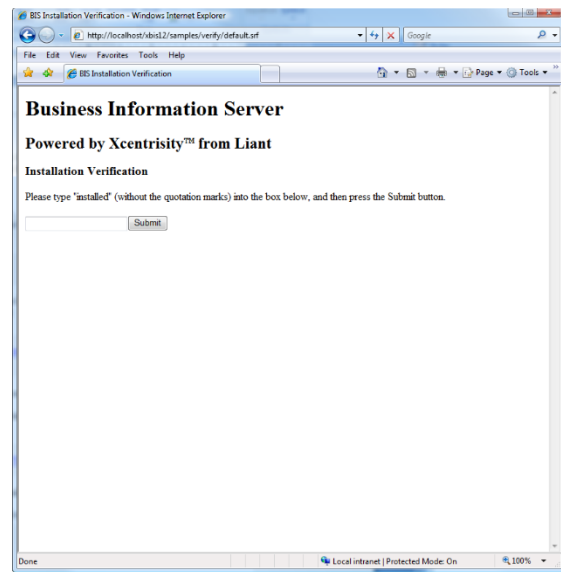 BIS Installation Verification - Windows Internet Explorer
http://localhost/xbis12/samples/verify/default.srf
Google
File Edit View Favorites Tools Help
BIS Installation Verification
Page
Tools
Business Information Server
Powered by Xcentrisity™ from Liant
Installation Verification
Please type "installed" (without the quotation marks) into the box below, and then press the Submit button.
Submit
Done
Local intranet | Protected Mode: On
100%